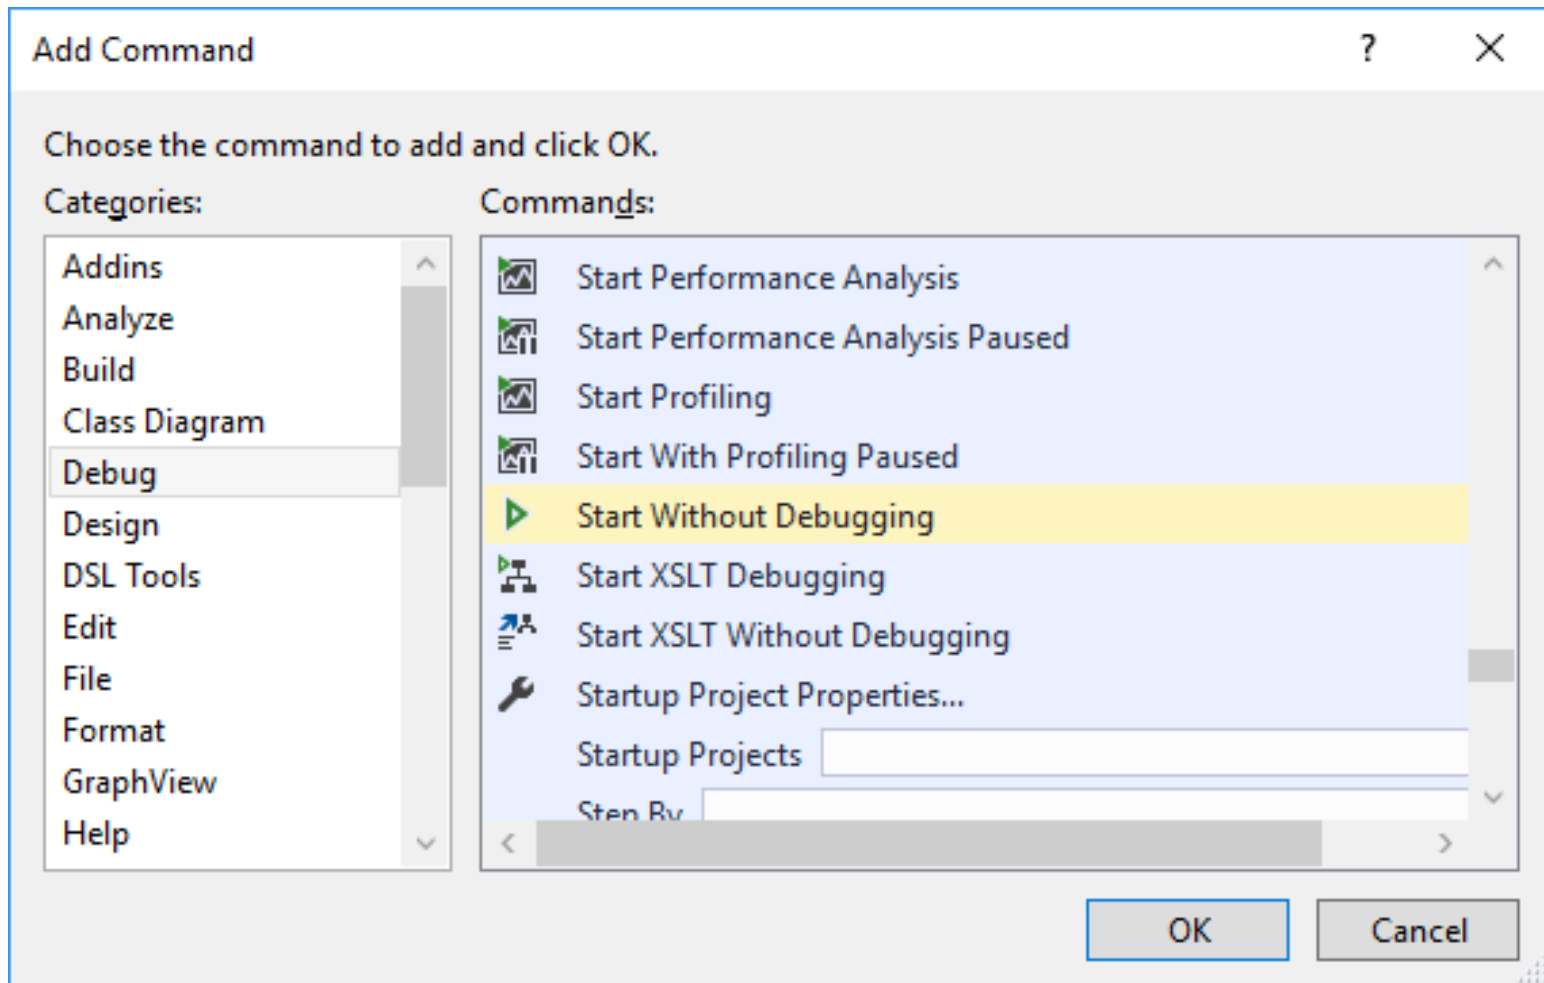 Add Command
?
Choose the command to add and click OK.
Categories:
Addins
Analyze
Build
Class Diagram
Debug
Design
DSL Tools
Edit
File
Format
GraphView
Help
Commands:
Start Performance Analysis
Start Performance Analysis Paused
Start Profiling
Start With Profiling Paused
Start Without Debugging
Start XSLT Debugging
Start XSLT Without Debugging
Startup Project Properties...
Startup Projects
Step By
OK
Cancel